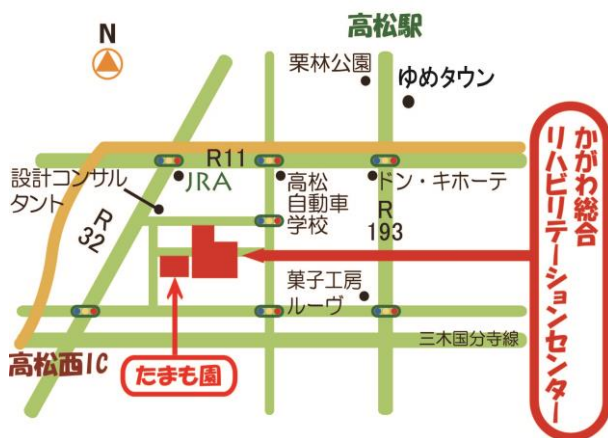 高松駅
N
栗林公園
ゆめタウン
R11
設計コンサル
タント
JRA
高松
自動車
学校
ドン・キホーテ
R
32
R
193
菓子工房
ルーヴ
三木国分寺線
高松西IC
たまも園
かがわ総合
リハビリテーションセンター